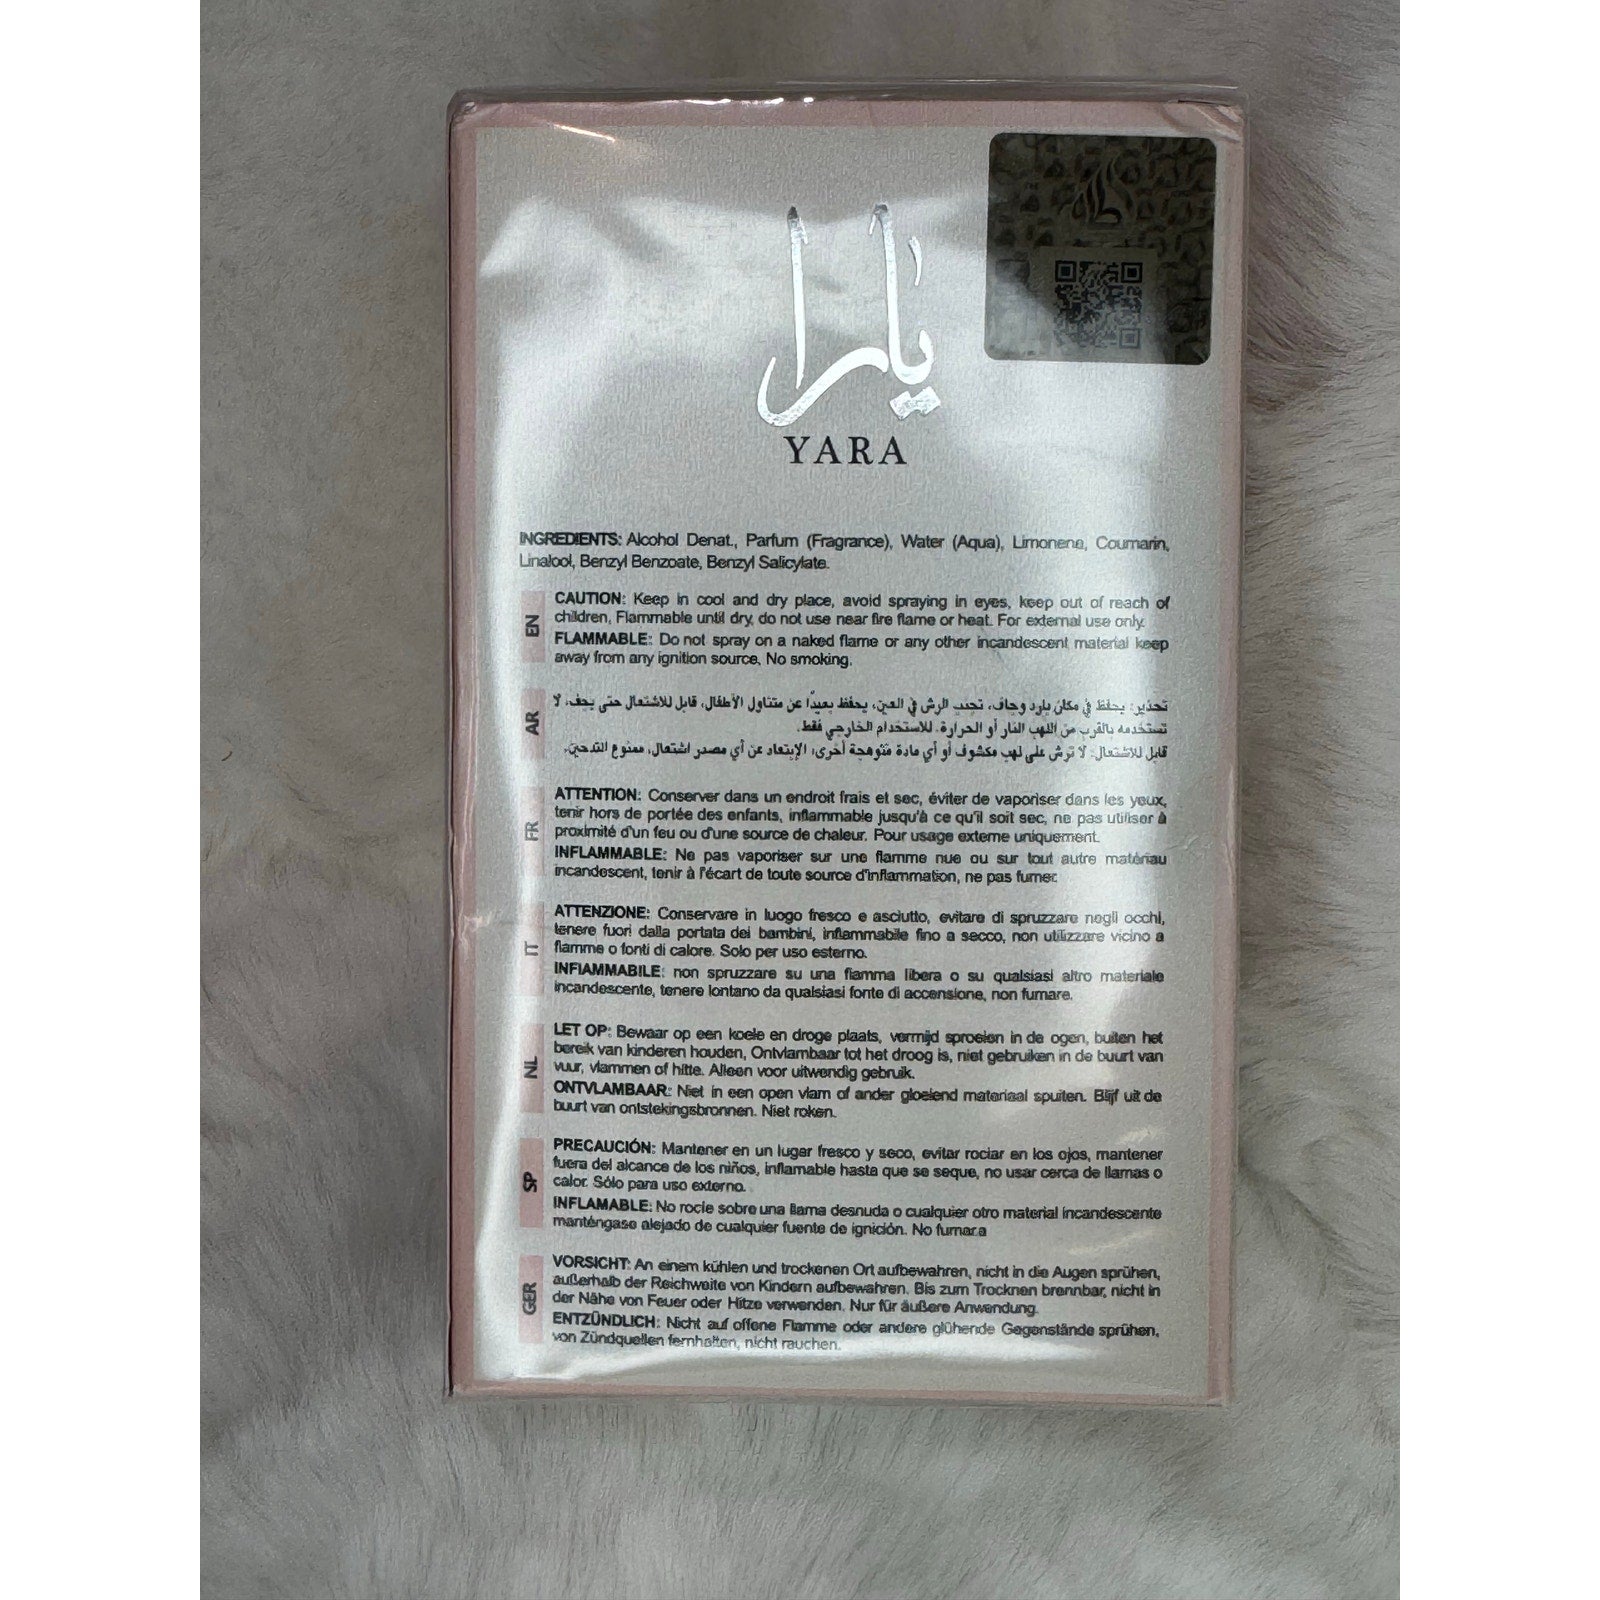 يارا
YARA
INGREDIENTS: Alcohol Denat., Parfum (Fragrance), Water (Aqua), Limonene, Coumarin,
Linalool, Benzyl Benzoate, Benzyl Salicylate.
EN
CAUTION: Keep in cool and dry place, avoid spraying in eyes, keep out of reach of
children, Flammable until dry, do not use near fire flame or heat. For external use only.
FLAMMABLE: Do not spray on a naked flame or any other incandescent material keep
away from any ignition source, No smoking.
AR
تحذير: يحفظ في مكان بارد وجاف، تجنب الرش في العين، يحفظ بعيداً عن متناول الأطفال، قابل للاشتعال حتى يجف، لا
تستخدمه بالقرب من اللهب النار أو الحرارة. للاستخدام الخارجي فقط.
قابل للاشتعال: لا ترش على لهب مكشوف أو أي مادة متوهجة أخرى، الإبتعاد عن أي مصدر اشتعال، ممنوع التدخين.
FR
ATTENTION: Conserver dans un endroit frais et sec, éviter de vaporiser dans les yeux,
tenir hors de portée des enfants, inflammable jusqu'à ce qu'il soit sec, ne pas utiliser à
proximité d'un feu ou d'une source de chaleur. Pour usage externe uniquement.
INFLAMMABLE: Ne pas vaporiser sur une flamme nue ou sur tout autre matériau
incandescent, tenir à l'écart de toute source d'inflammation, ne pas fumer.
IT
ATTENZIONE: Conservare in luogo fresco e asciutto, evitare di spruzzare negli occhi,
tenere fuori dalla portata dei bambini, inflammabile fino a secco, non utilizzare vicino a
flamme o fonti di calore. Solo per uso esterno.
INFIAMMABILE: non spruzzare su una fiamma libera o su qualsiasi altro materiale
incandescente, tenere lontano da qualsiasi fonte di accensione, non fumare.
NL
LET OP: Bewaar op een koele en droge plaats, vermijd sproeien in de ogen, buiten het
bereik van kinderen houden, Ontvlambaar tot het droog is, niet gebruiken in de buurt van
vuur, vlammen of hitte. Alleen voor uitwendig gebruik.
ONTVLAMBAAR: Niet in een open vlam of ander gloeiend materiaal spuiten. Blijf uit de
buurt van ontstekingsbronnen. Niet roken.
SP
PRECAUCIÓN: Mantener en un lugar fresco y seco, evitar rociar en los ojos, mantener
fuera del alcance de los niños, inflamable hasta que se seque, no usar cerca de llamas o
calor. Sólo para uso externo.
INFLAMABLE: No rocíe sobre una llama desnuda o cualquier otro material incandescente
manténgase alejado de cualquier fuente de ignición. No fumara
GER
VORSICHT: An einem kühlen und trockenen Ort aufbewahren, nicht in die Augen sprühen,
außerhalb der Reichweite von Kindern aufbewahren. Bis zum Trocknen brennbar, nicht in
der Nähe von Feuer oder Hitze verwenden. Nur für äußere Anwendung.
ENTZÜNDLICH: Nicht auf offene Flamme oder andere glühende Gegenstände sprühen,
von Zündquellen fernhalten, nicht rauchen.